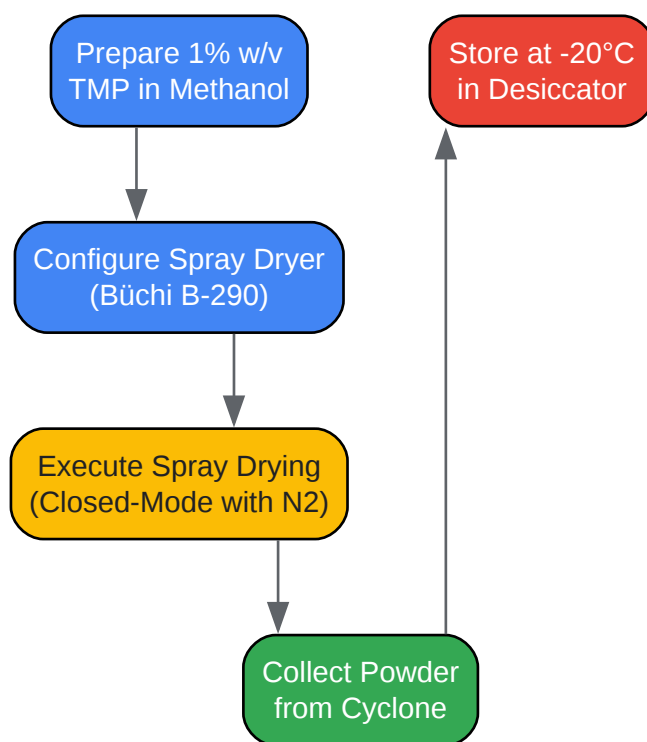 Prepare 1% w/v
TMP in Methanol
Configure Spray Dryer
(Büchi B-290)
Execute Spray Drying
(Closed-Mode with N2)
Collect Powder
from Cyclone
Store at -20°C
in Desiccator